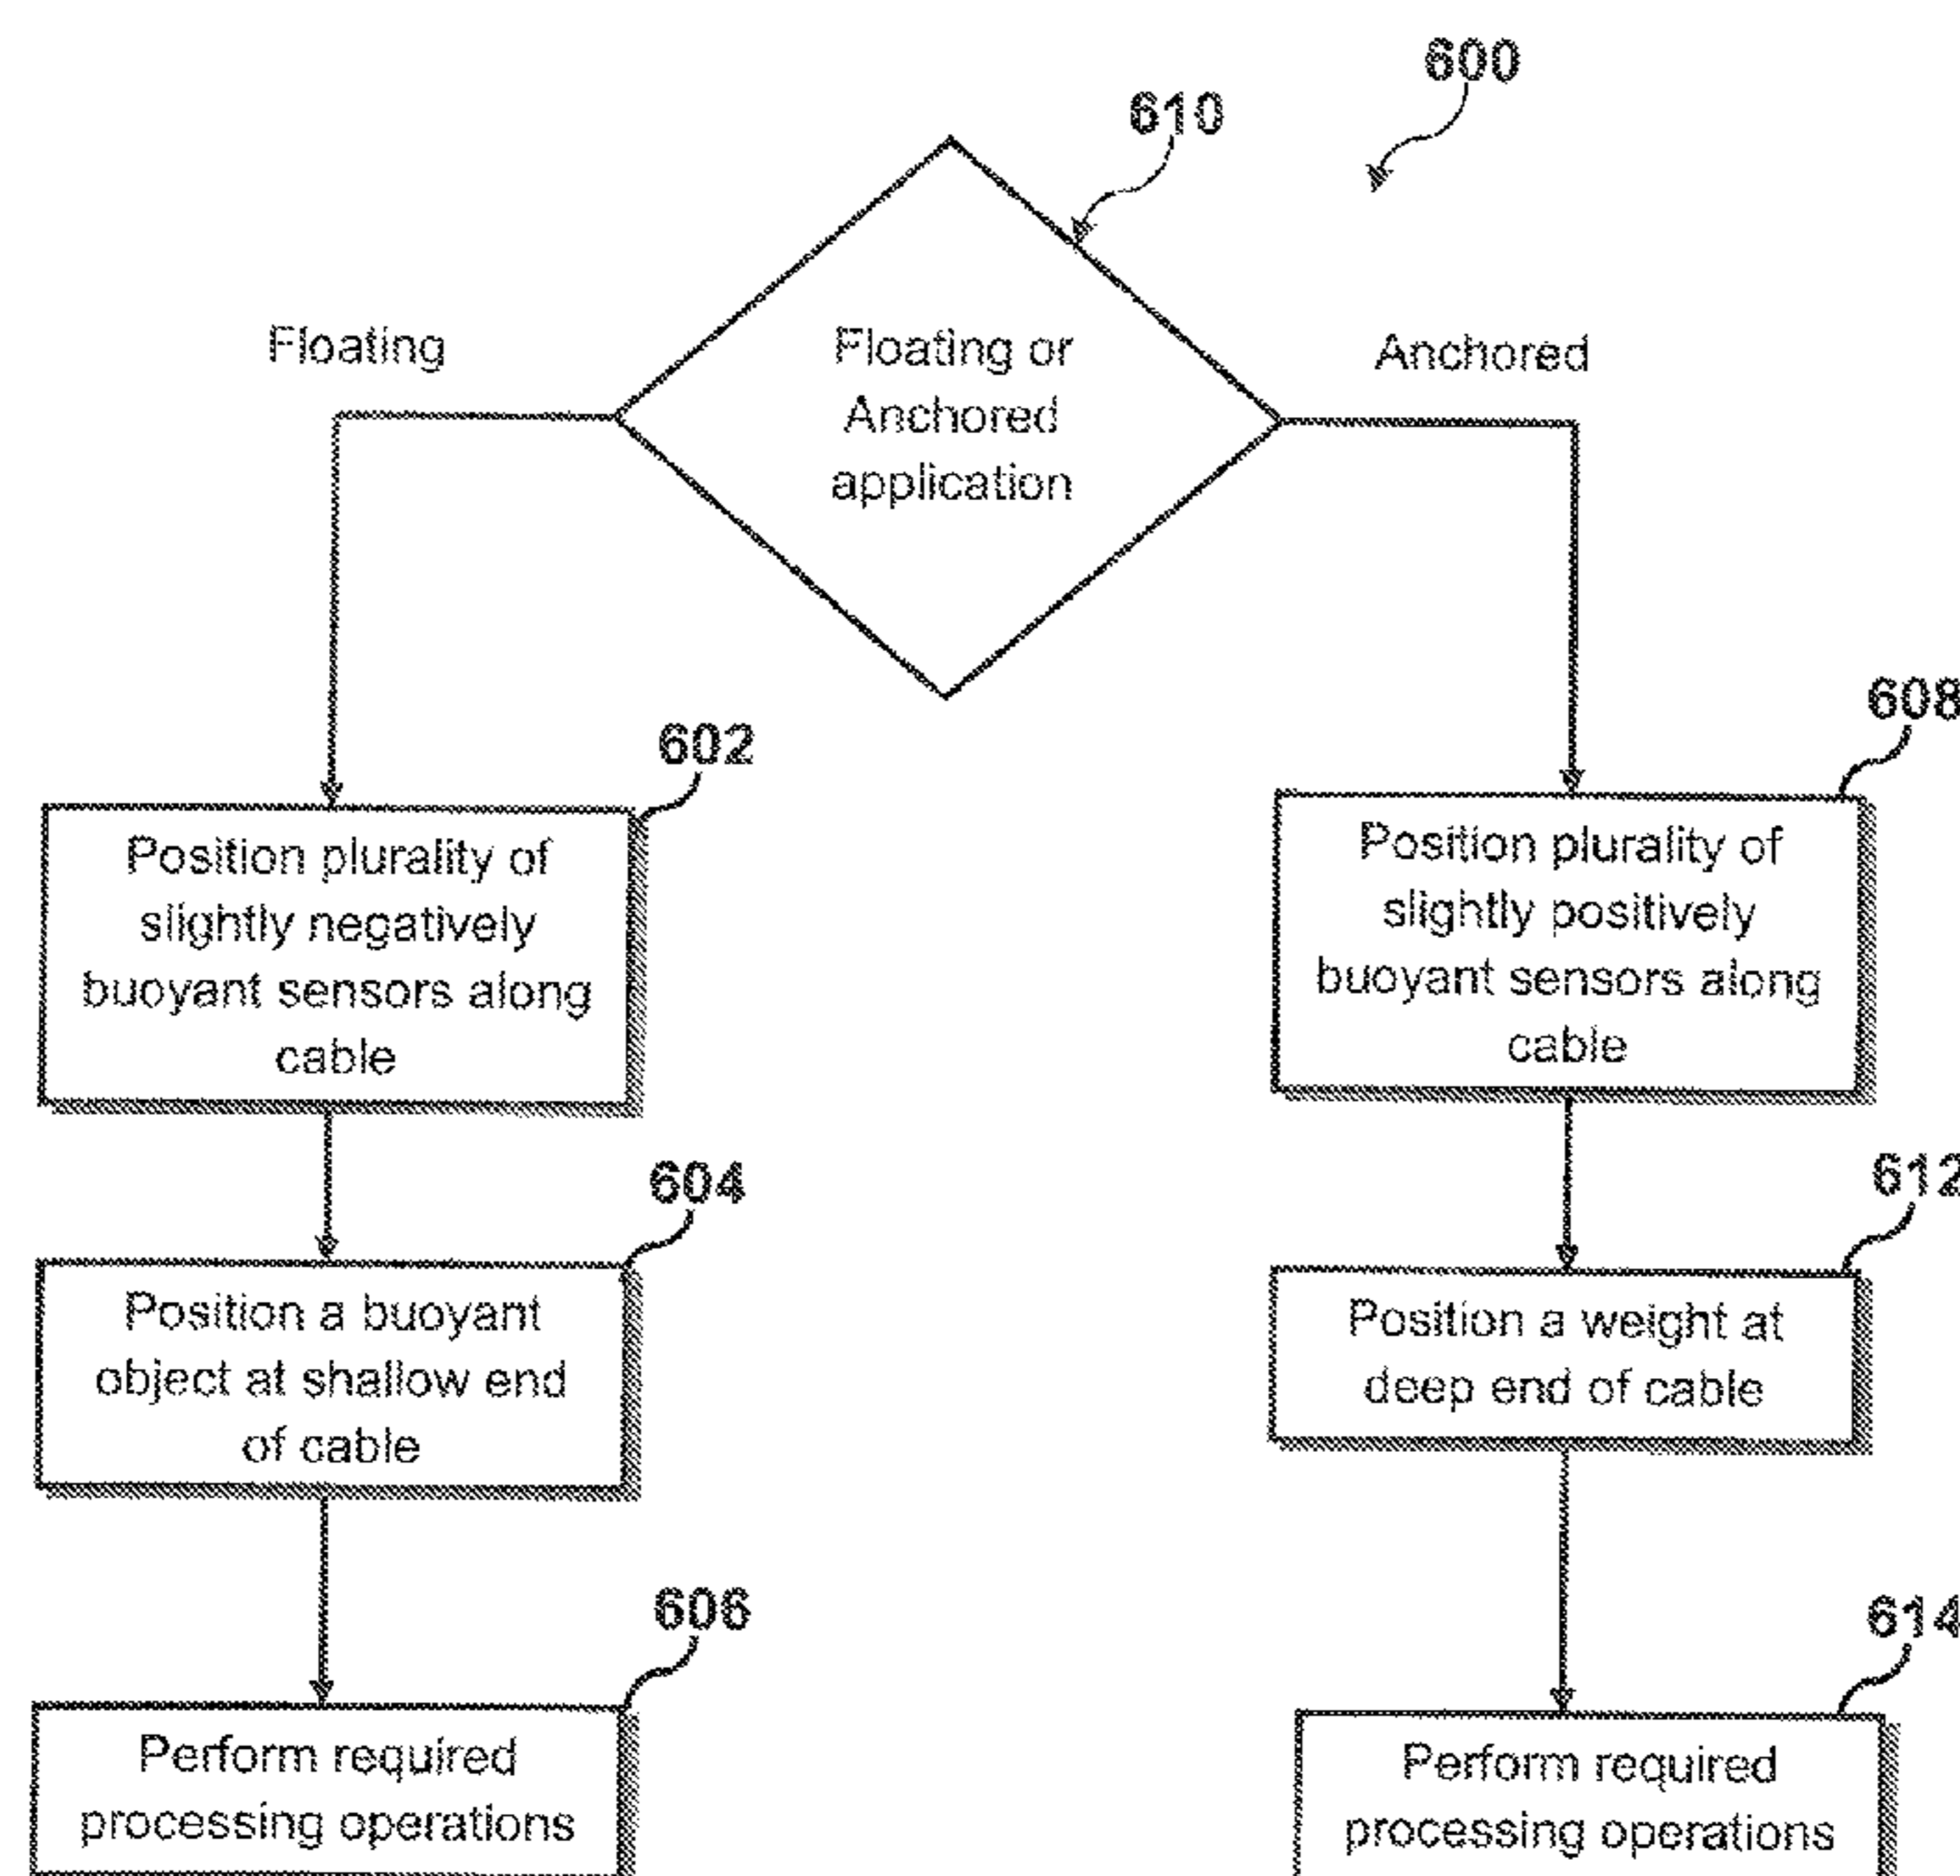 600
610
Floating
Floating or
Anchored
application
Anchored
602
Position plurality of
slightly negatively
buoyant sensors along
cable
608
Position plurality of
slightly positively
buoyant sensors along
cable
604
Position a buoyant
object at shallow end
of cable
612
Position a weight at
deep end of cable
606
Perform required
processing operations
614
Perform required
processing operations